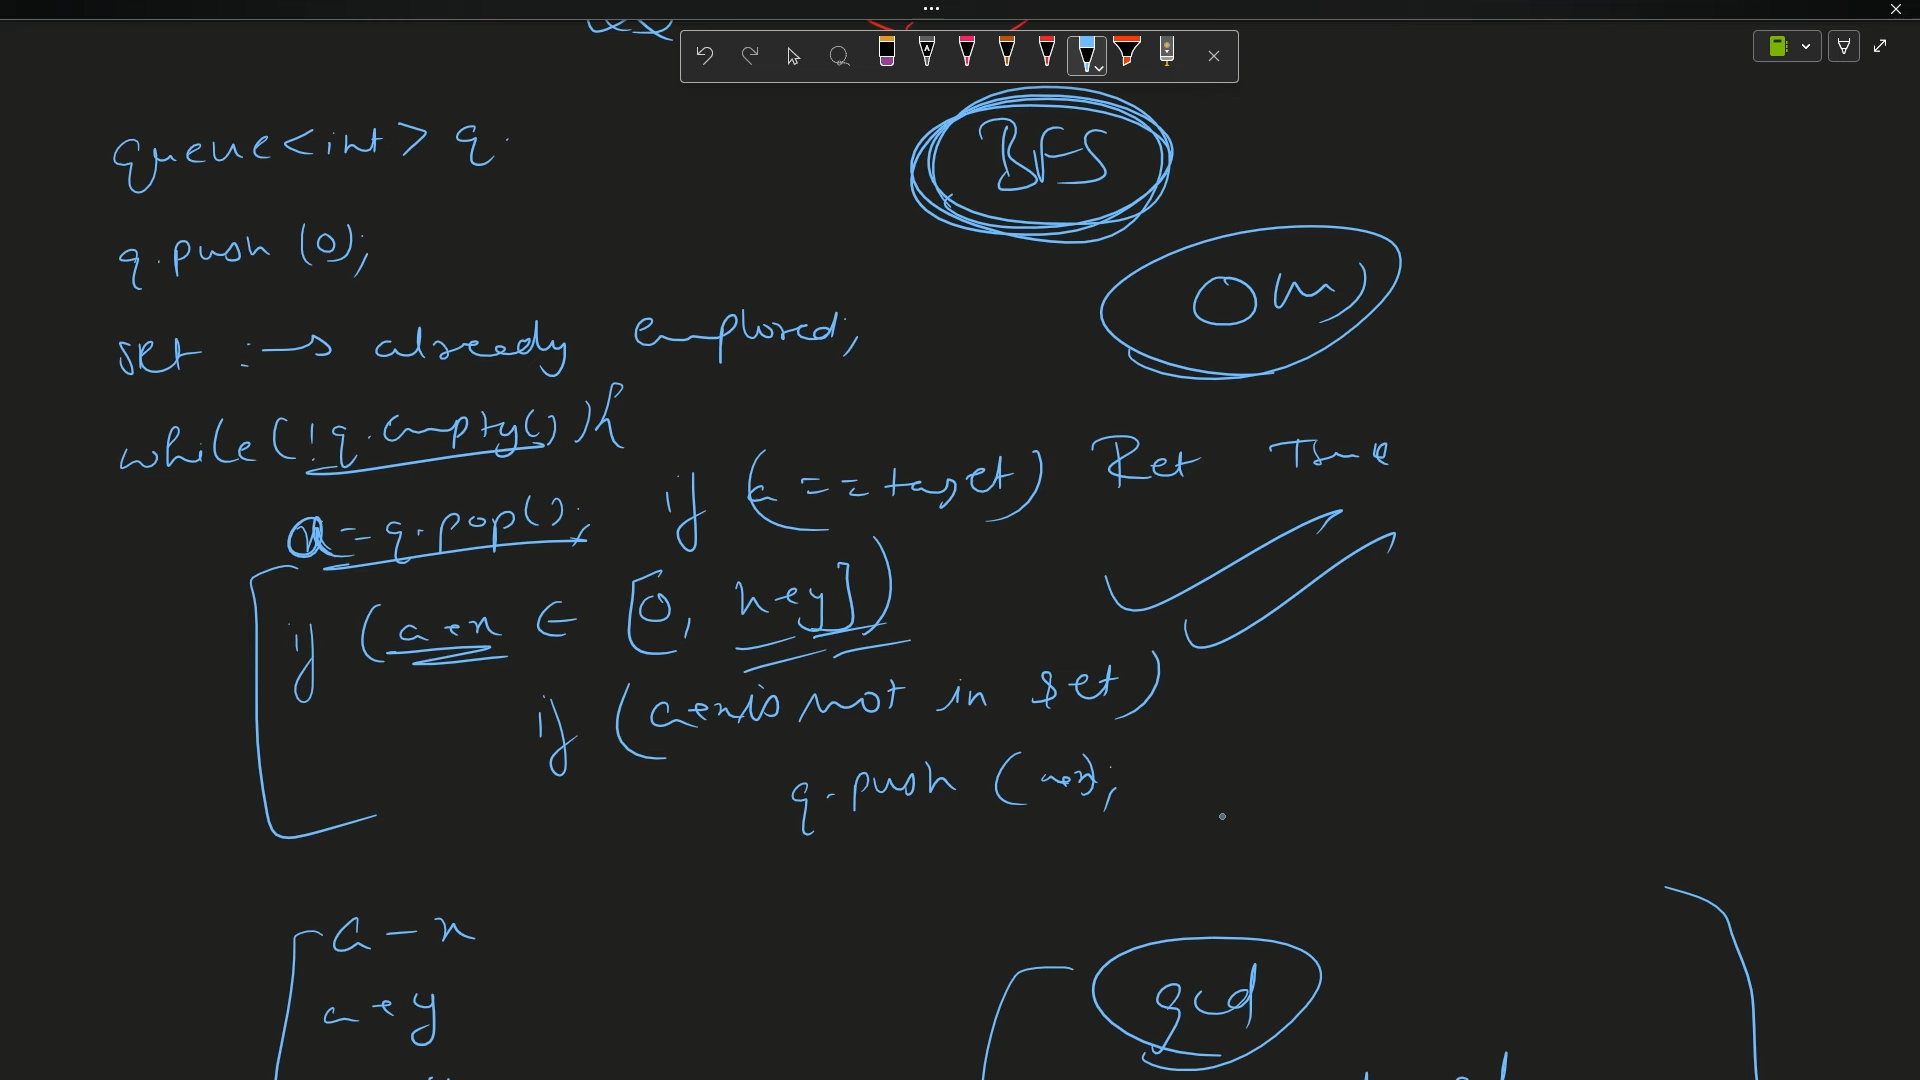 queue<int> q.
BFS
q.push (0);
O(n)
set :→ already explored;
while(!q.empty()){
a=q.pop(); if (a==target) Ret True
if (a+x ∈ [0, x+y])
if (a+x is not in set)
q.push (a+x);
a-x
a+y
gcd